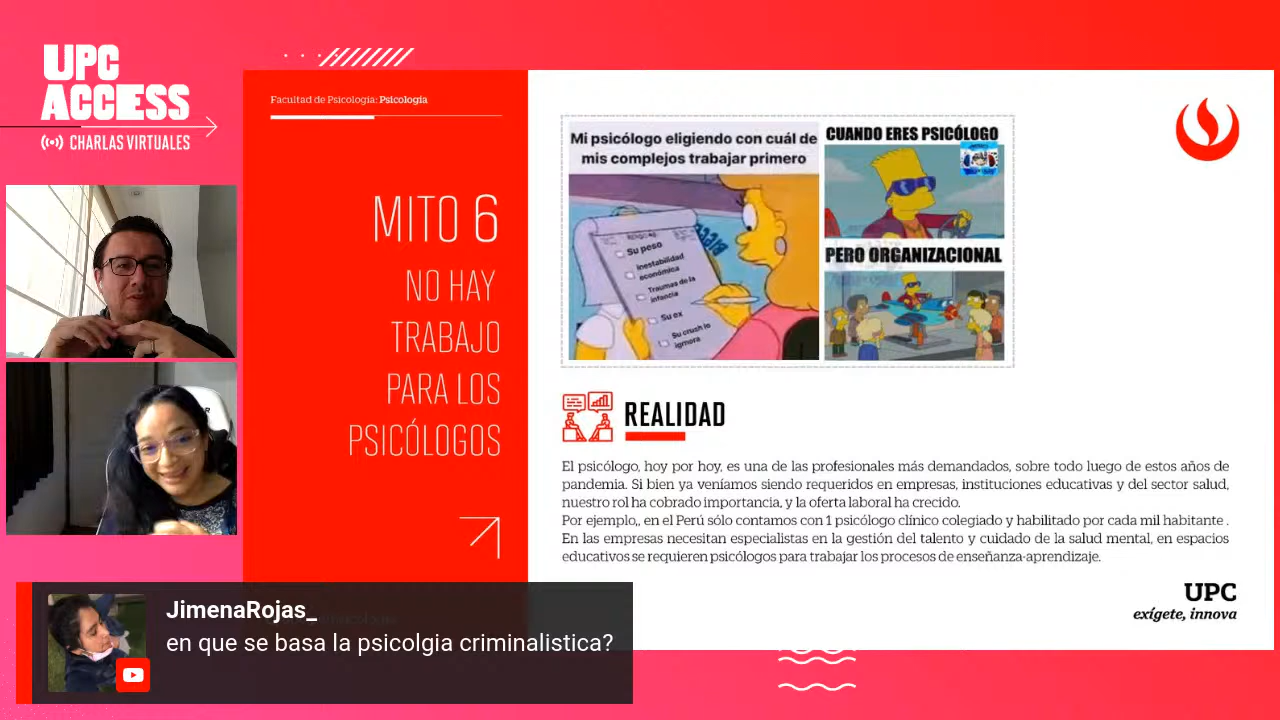 UPC
ACCESS
CHARLAS VIRTUALES
Facultad de Psicología: Psicología
MITO 6
NO HAY
TRABAJO
PARA LOS
PSICÓLOGOS
Mi psicólogo eligiendo con cuál de
mis complejos trabajar primero
Su peso
Inestabilidad
económica
Traumas de la
infancia
Su ex
Su crush lo
ignora
CUANDO ERES PSICÓLOGO
PERO ORGANIZACIONAL
REALIDAD
El psicólogo, hoy por hoy, es una de las profesionales más demandados, sobre todo luego de estos años de
pandemia. Si bien ya veníamos siendo requeridos en empresas, instituciones educativas y del sector salud,
nuestro rol ha cobrado importancia, y la oferta laboral ha crecido.
Por ejemplo,, en el Perú sólo contamos con 1 psicólogo clínico colegiado y habilitado por cada mil habitante .
En las empresas necesitan especialistas en la gestión del talento y cuidado de la salud mental, en espacios
educativos se requieren psicólogos para trabajar los procesos de enseñanza-aprendizaje.
UPC
exígete, innova
JimenaRojas_
en que se basa la psicolgia criminalistica?